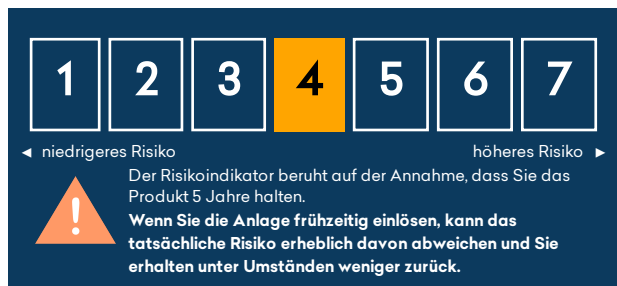 1 2 3 4 5 6 7
◄ niedrigeres Risiko höheres Risiko ►
Der Risikoindikator beruht auf der Annahme, dass Sie das
Produkt 5 Jahre halten.
Wenn Sie die Anlage frühzeitig einlösen, kann das
tatsächliche Risiko erheblich davon abweichen und Sie
erhalten unter Umständen weniger zurück.
!